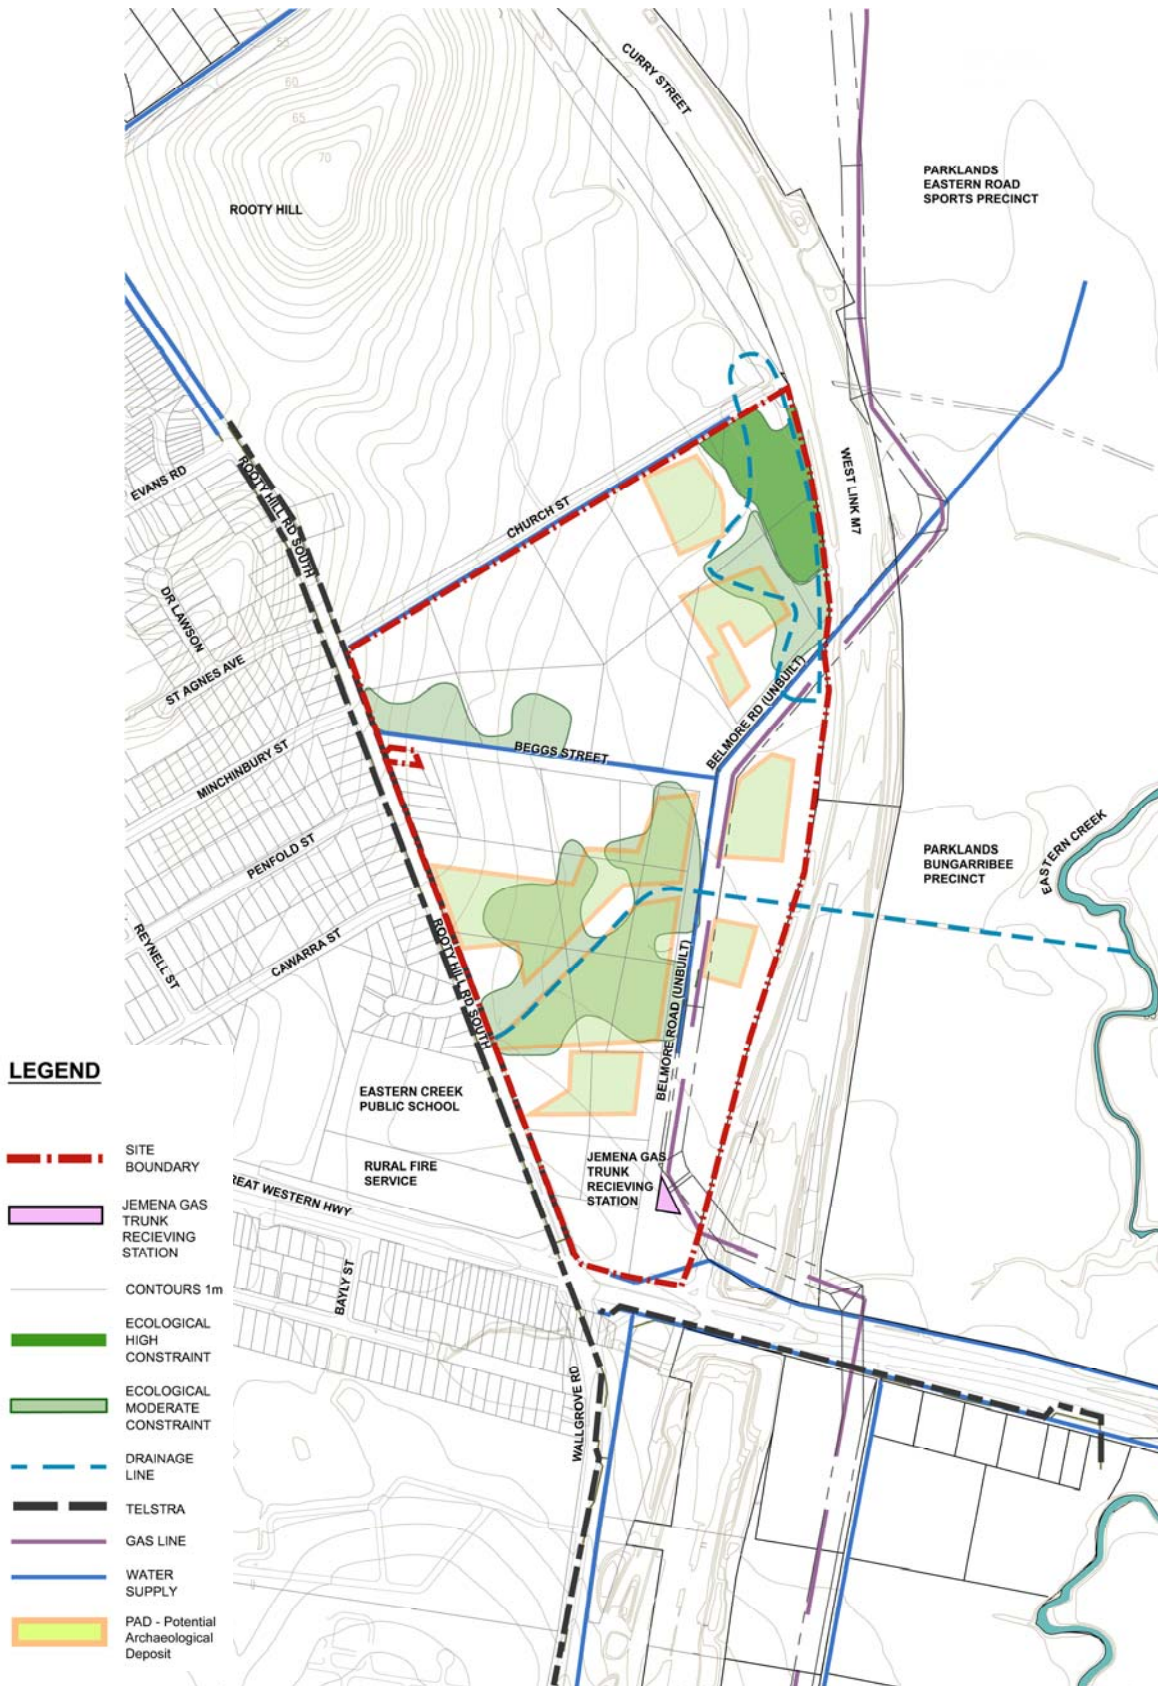 CURRY STREET
55
60
65
70
ROOTY HILL
PARKLANDS
EASTERN ROAD
SPORTS PRECINCT
EVANS RD
ROOTY HILL RD SOUTH
CHURCH ST
WEST LINK M7
DR LAWSON
ST AGNES AVE
MINCHINBURY ST
BEGGS STREET
BELMORE RD (UNBUILT)
PENFOLD ST
PARKLANDS
BUNGARRIBEE
PRECINCT
EASTERN CREEK
REYNELL ST
CAWARRA ST
ROOTY HILL RD SOUTH
BELMORE ROAD (UNBUILT)
EASTERN CREEK
PUBLIC SCHOOL
RURAL FIRE
SERVICE
JEMENA GAS
TRUNK
RECIEVING
STATION
REAT WESTERN HWY
BAYLY ST
WALLGROVE RD
LEGEND
SITE
BOUNDARY
JEMENA GAS
TRUNK
RECIEVING
STATION
CONTOURS 1m
ECOLOGICAL
HIGH
CONSTRAINT
ECOLOGICAL
MODERATE
CONSTRAINT
DRAINAGE
LINE
TELSTRA
GAS LINE
WATER
SUPPLY
PAD - Potential
Archaeological
Deposit